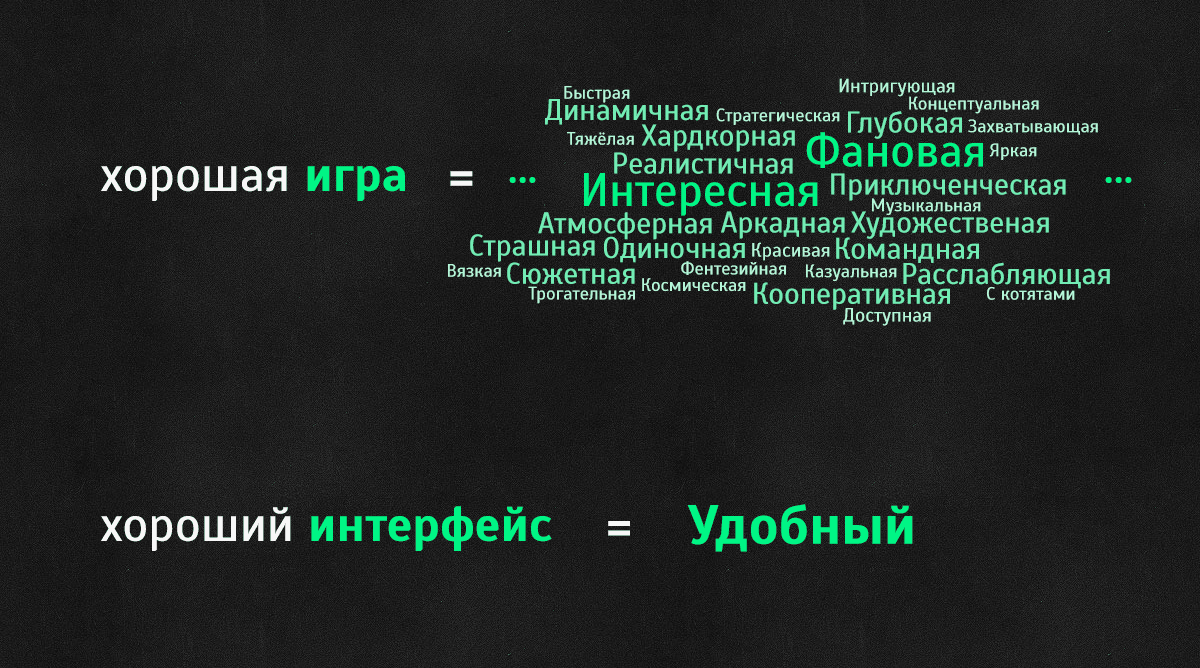 Быстрая Интригующая
Динамичная Стратегическая Концептуальная
Тяжёлая Хардкорная Глубокая Захватывающая
хорошая игра = ... Реалистичная Фановая Яркая ...
Интересная Приключенческая
Музыкальная
Атмосферная Аркадная Художественая
Страшная Одиночная Красивая Командная
Вязкая Сюжетная Фентезийная Казуальная Расслабляющая
Трогательная Космическая Кооперативная С котятами
Доступная
хороший интерфейс = Удобный